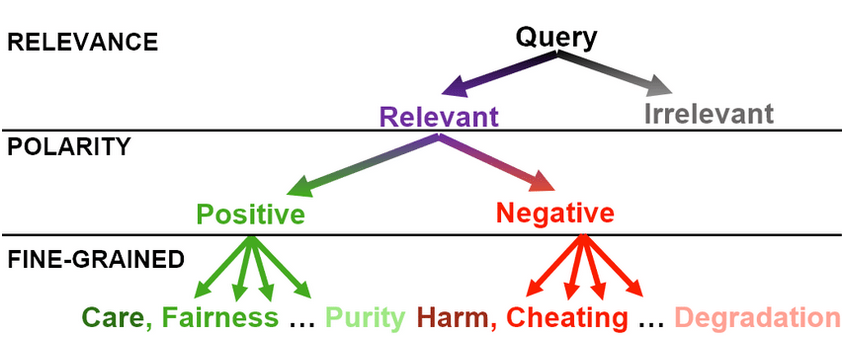 Query
RELEVANCE
Relevant
Irrelevant
POLARITY
Positive
Negative
FINE-GRAINED
Care, Fairness ... Purity Harm, Cheating ... Degradation